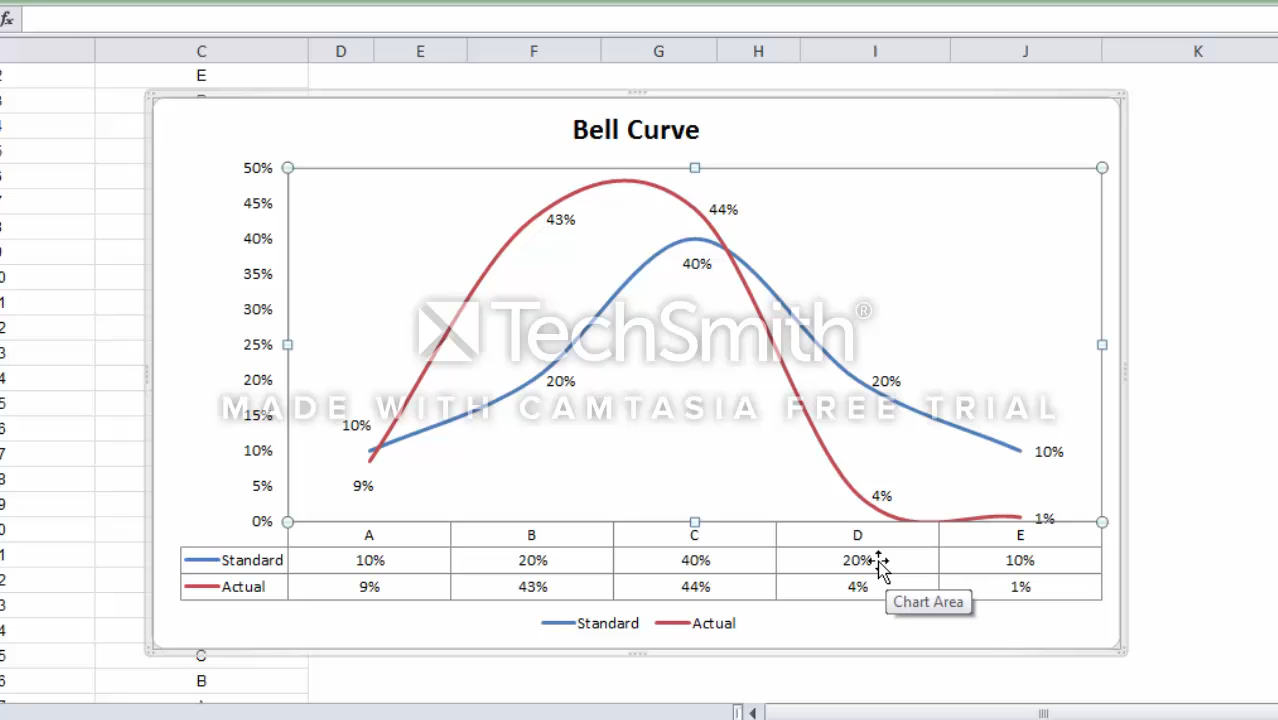 fx
C D E F G H I J K
E
Bell Curve
50%
45%
40%
35%
30%
25%
20%
15%
10%
5%
0%
43%
44%
40%
20%
20%
10%
10%
9%
4%
1%
TechSmith®
MADE WITH CAMTASIA FREE TRIAL
A B C D E
Standard 10% 20% 40% 20% 10%
Actual 9% 43% 44% 4% 1%
Chart Area
Standard Actual
C
B